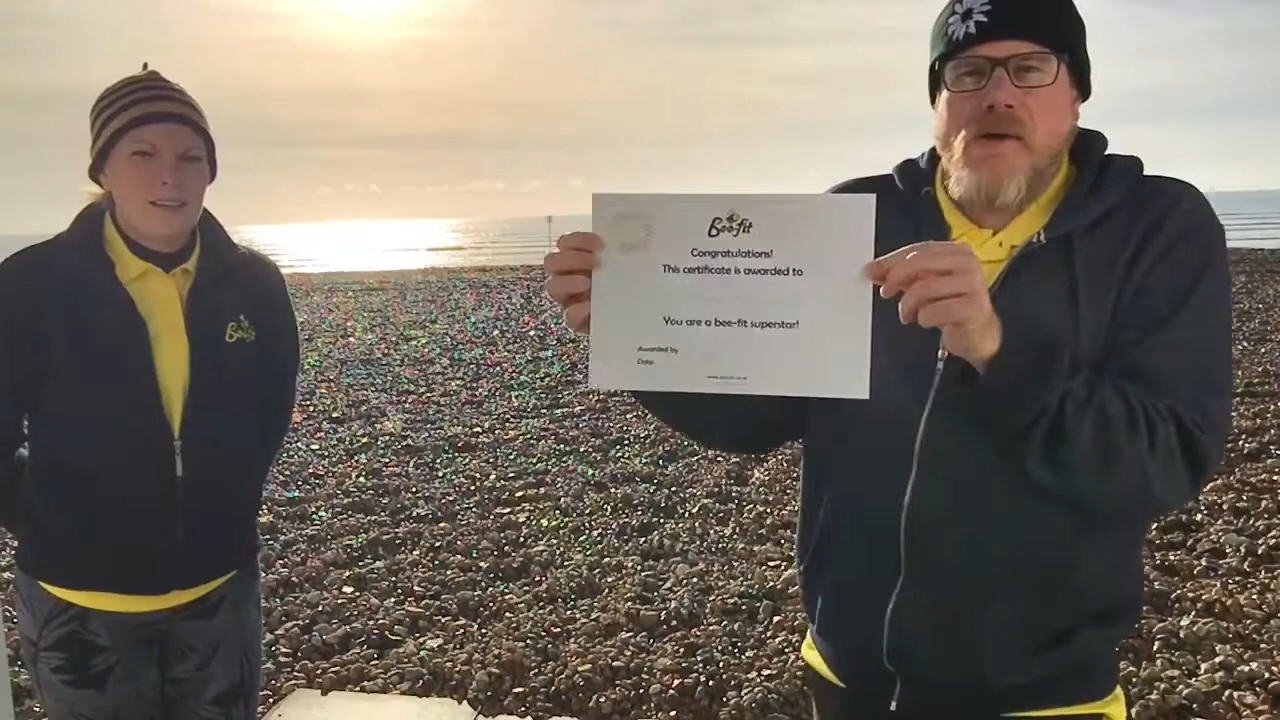 Bee-fit
Congratulations!
This certificate is awarded to
You are a bee-fit superstar!
Awarded by
Date
Bee-fit